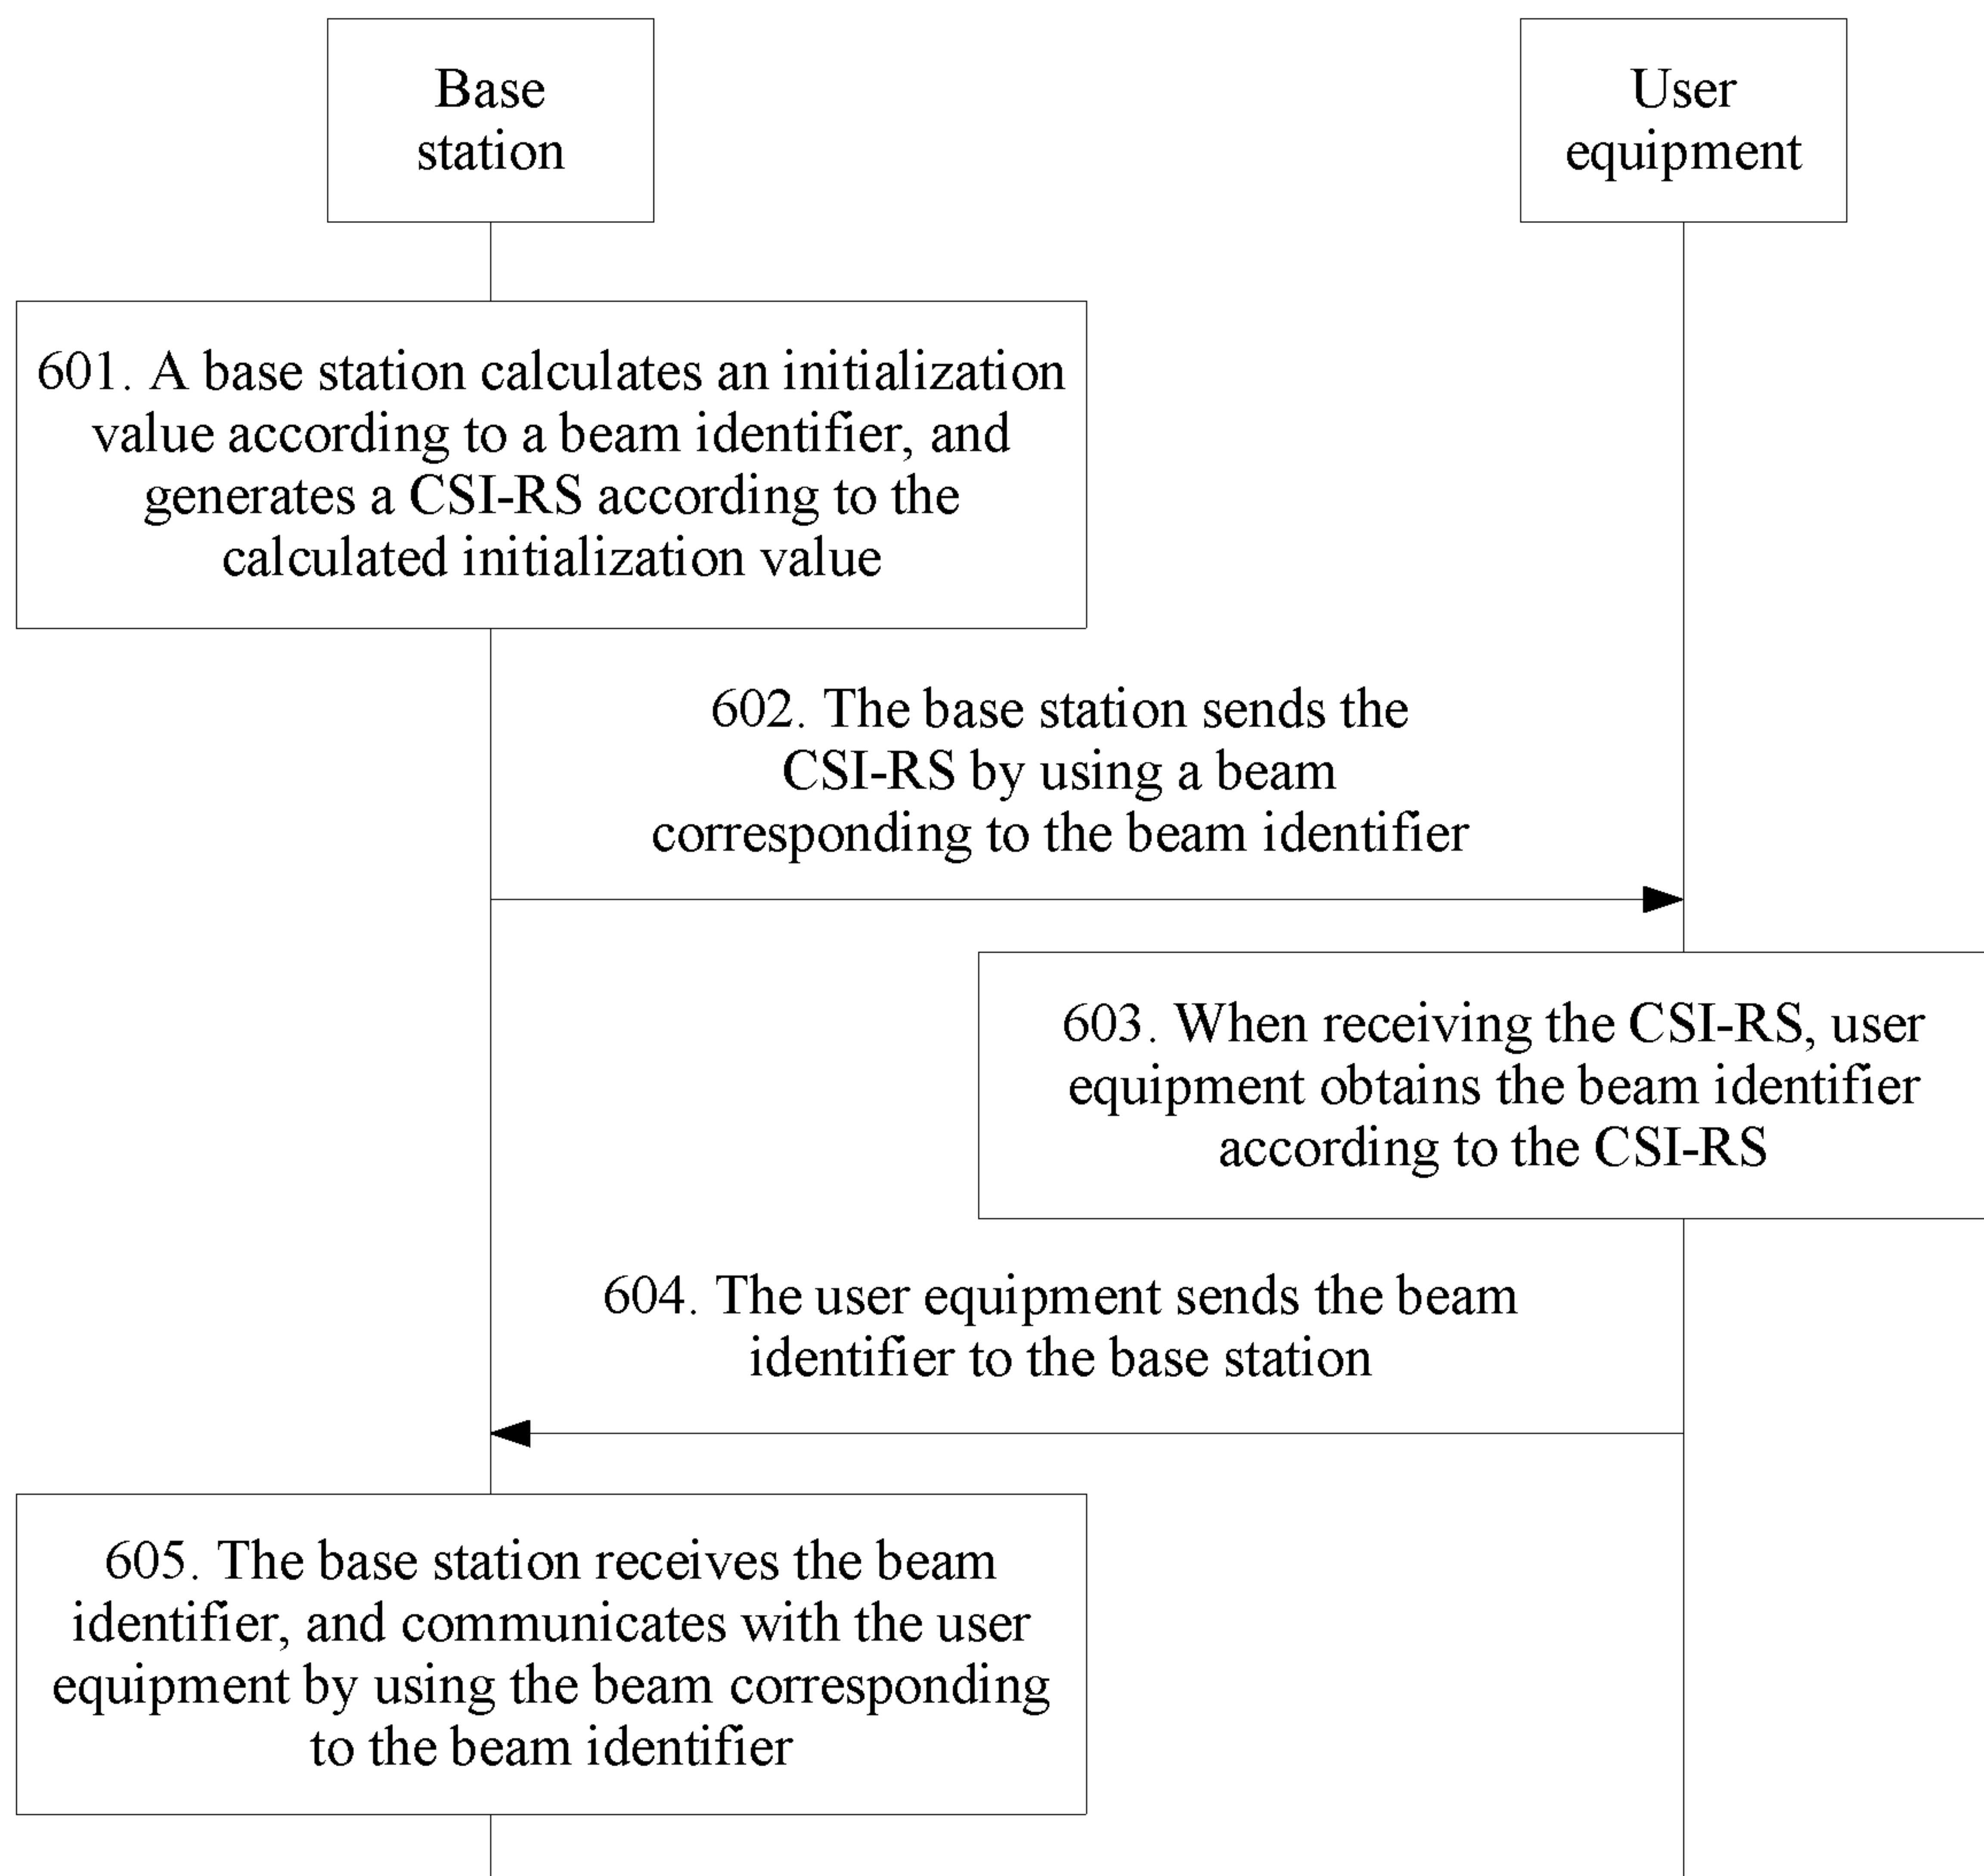 Base
station
User
equipment
601. A base station calculates an initialization
value according to a beam identifier, and
generates a CSI-RS according to the
calculated initialization value
602. The base station sends the
CSI-RS by using a beam
corresponding to the beam identifier
603. When receiving the CSI-RS, user
equipment obtains the beam identifier
according to the CSI-RS
604. The user equipment sends the beam
identifier to the base station
605. The base station receives the beam
identifier, and communicates with the user
equipment by using the beam corresponding
to the beam identifier